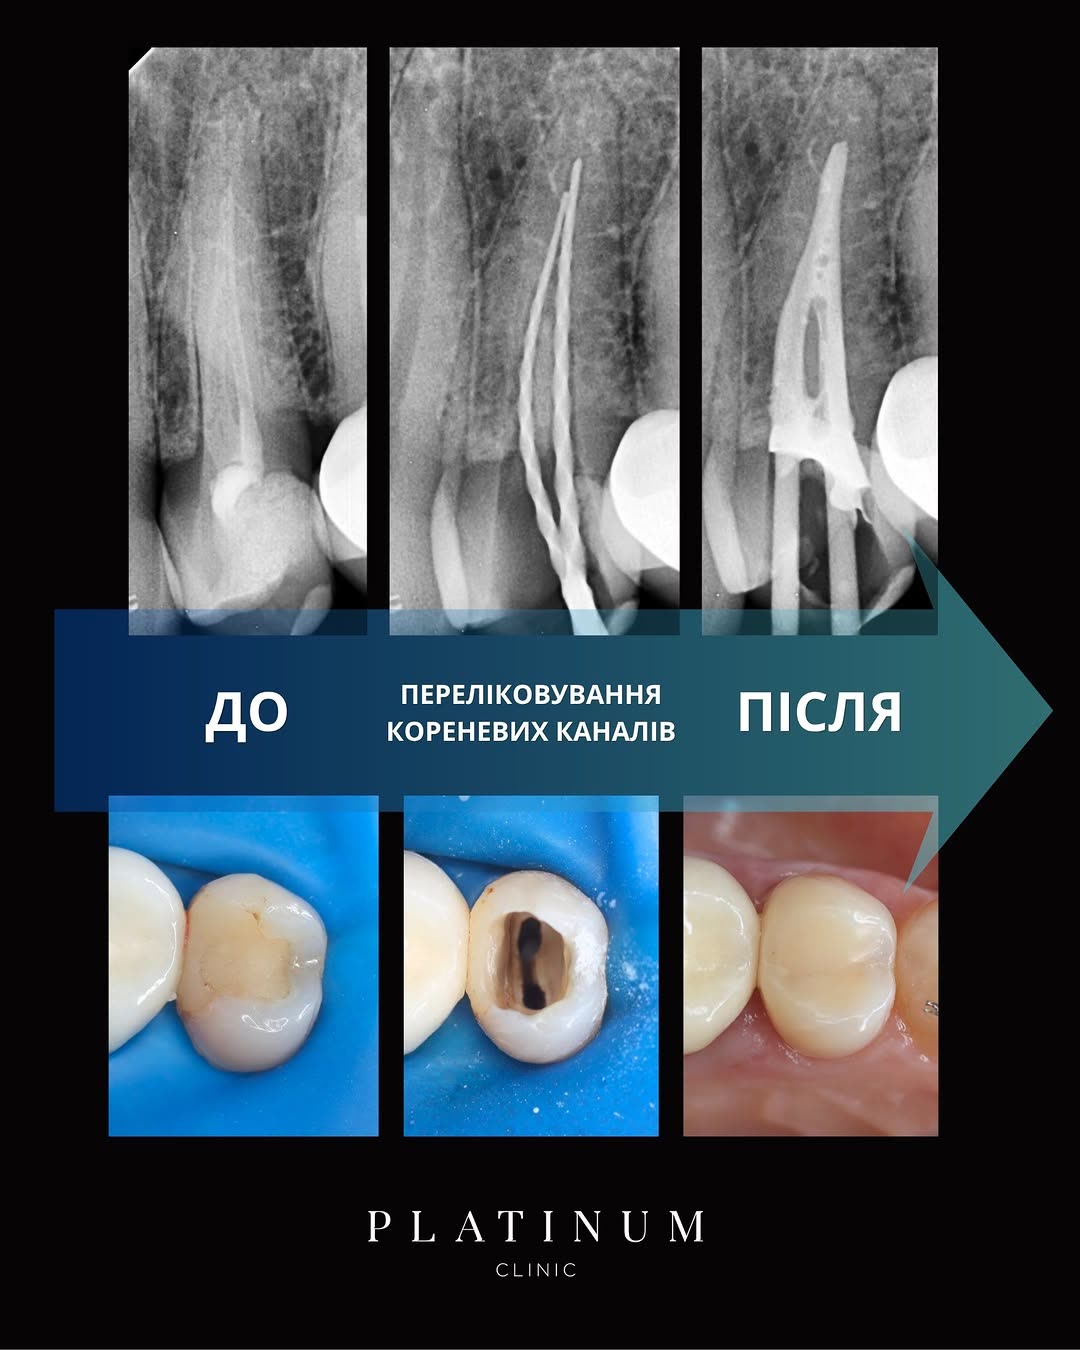 ДО
ПЕРЕЛІКОВУВАННЯ
КОРЕНЕВИХ КАНАЛІВ
ПІСЛЯ
PLATINUM
CLINIC